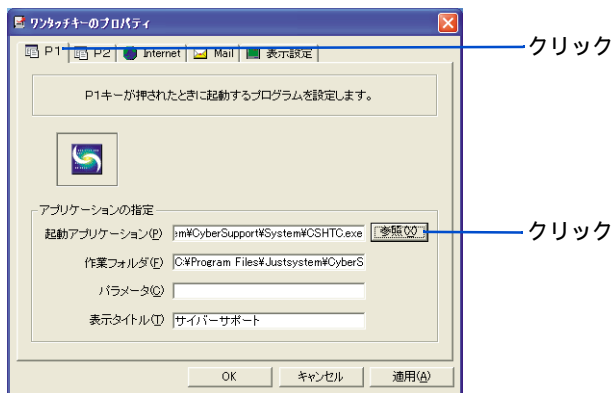 ワンタッチキーのプロパティ
P1 P2 Internet Mail 表示設定
クリック
P1キーが押されたときに起動するプログラムを設定します。
アプリケーションの指定
起動アプリケーション(P) em¥CyberSupport¥System¥CSHTC.exe 参照(X)
クリック
作業フォルダ(F) C:¥Program Files¥Justsystem¥CyberS
パラメータ(C)
表示タイトル(T) サイバーサポート
OK キャンセル 適用(A)